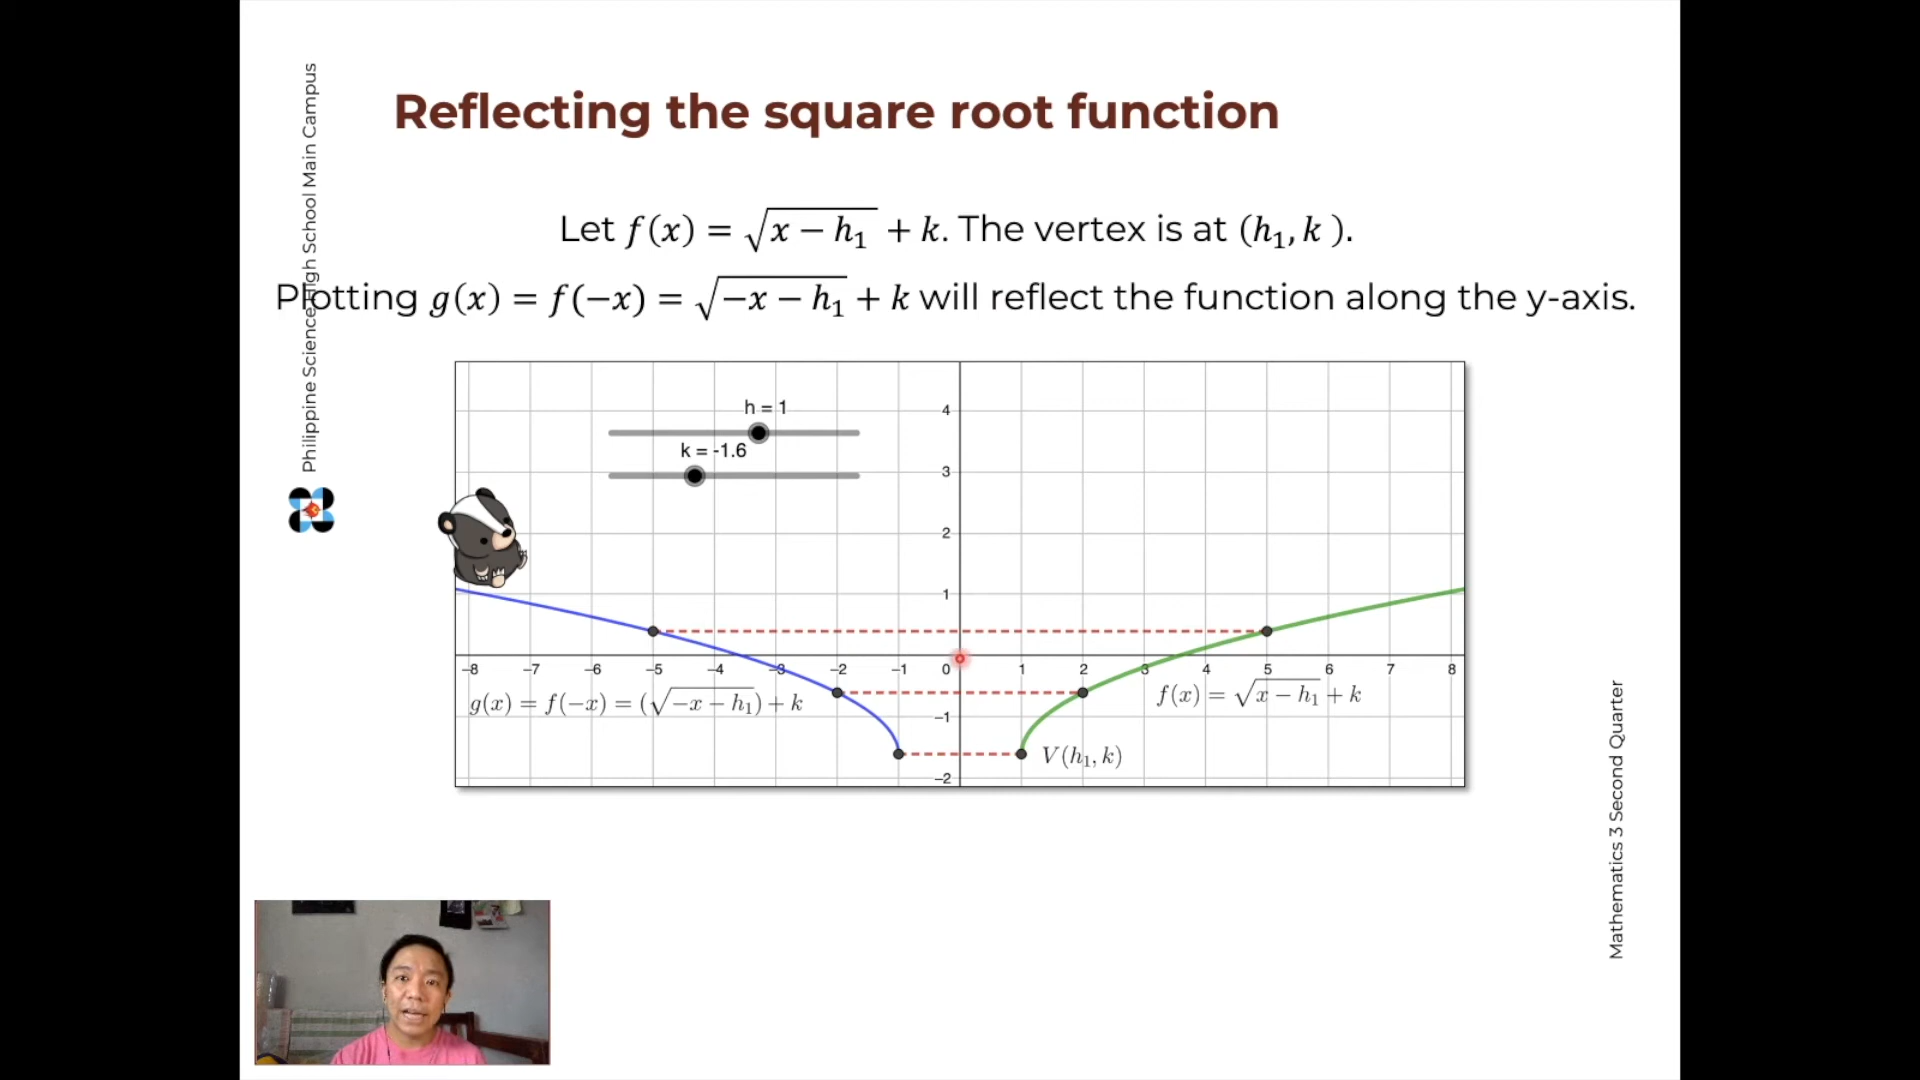 Reflecting the square root function
Philippine Science High School Main Campus
Let f(x) = √(x − h₁) + k. The vertex is at (h₁, k ).
Plotting g(x) = f(−x) = √(−x − h₁) + k will reflect the function along the y-axis.
h = 1
k = -1.6
4
3
2
1
−8 −7 −6 −5 −4 −3 −2 −1 0 1 2 3 4 5 6 7 8
g(x) = f(−x) = (√(−x − h₁)) + k
f(x) = √(x − h₁) + k
−1
V(h₁, k)
−2
Mathematics 3 Second Quarter